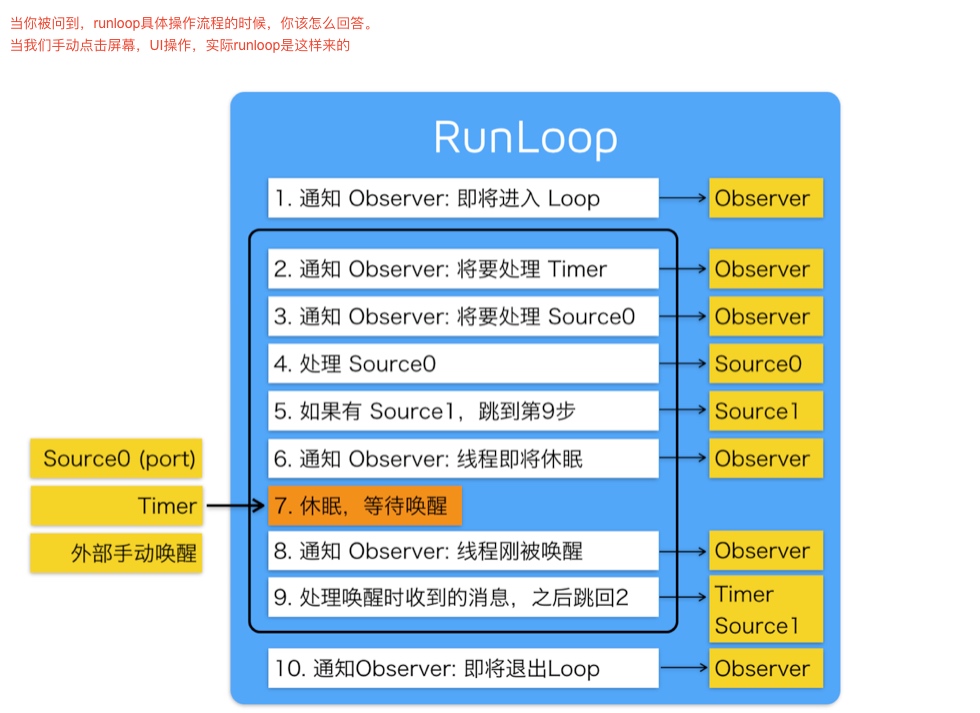 当你被问到，runloop具体操作流程的时候，你该怎么回答。
当我们手动点击屏幕，UI操作，实际runloop是这样来的
RunLoop
1. 通知 Observer: 即将进入 Loop
Observer
2. 通知 Observer: 将要处理 Timer
Observer
3. 通知 Observer: 将要处理 Source0
Observer
4. 处理 Source0
Source0
5. 如果有 Source1，跳到第9步
Source1
Source0 (port)
6. 通知 Observer: 线程即将休眠
Observer
Timer
7. 休眠，等待唤醒
外部手动唤醒
8. 通知 Observer: 线程刚被唤醒
Observer
9. 处理唤醒时收到的消息，之后跳回2
Timer
Source1
10. 通知Observer: 即将退出Loop
Observer